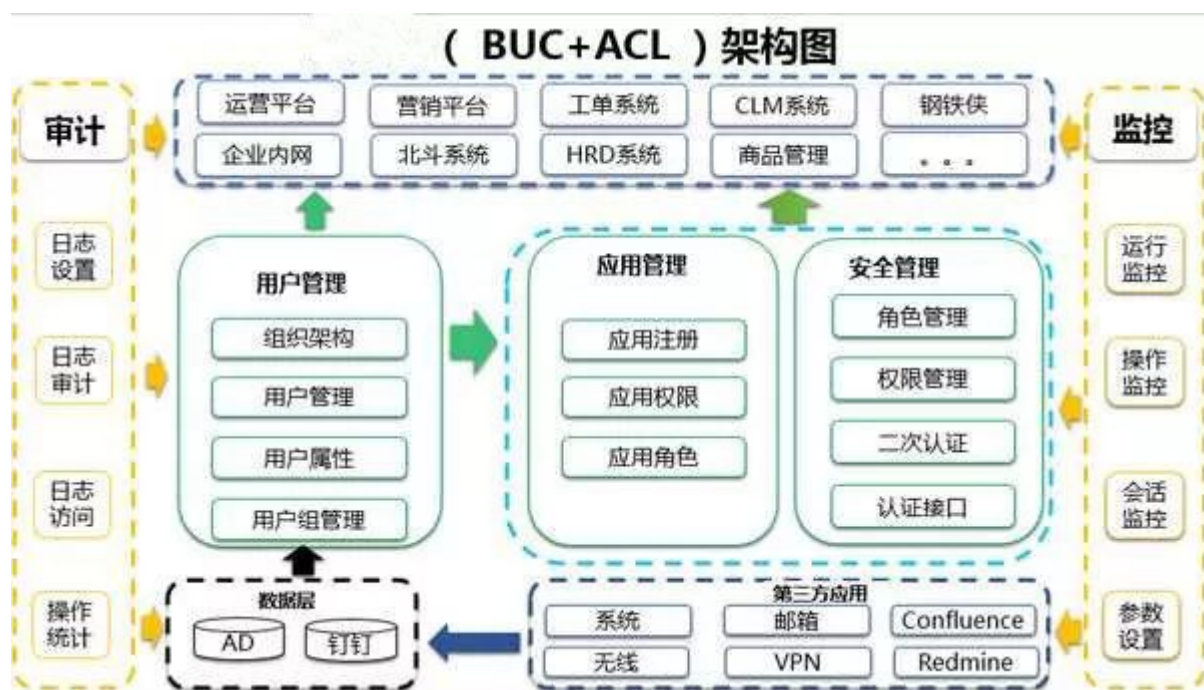 ( BUC+ACL )架构图
审计
运营平台
营销平台
工单系统
CLM系统
钢铁侠
企业内网
北斗系统
HRD系统
商品管理
。。。
监控
日志
设置
日志
审计
日志
访问
操作
统计
用户管理
组织架构
用户管理
用户属性
用户组管理
应用管理
应用注册
应用权限
应用角色
安全管理
角色管理
权限管理
二次认证
认证接口
运行
监控
操作
监控
会话
监控
参数
设置
数据层
AD
钉钉
第三方应用
系统
邮箱
Confluence
无线
VPN
Redmine